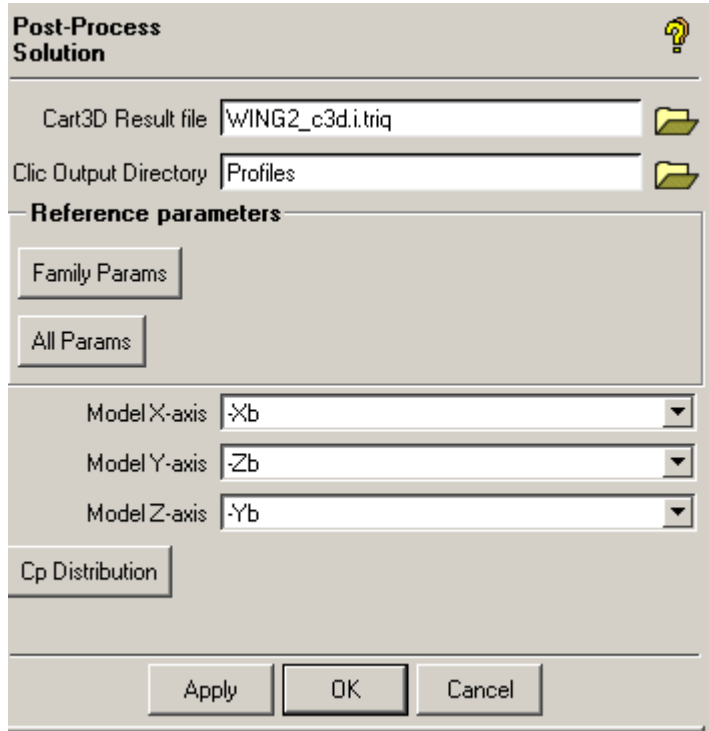 Post-Process
Solution
Cart3D Result file WING2_c3d.i.triq
Clic Output Directory Profiles
Reference parameters
Family Params
All Params
Model X-axis -Xb
Model Y-axis -Zb
Model Z-axis -Yb
Cp Distribution
Apply OK Cancel